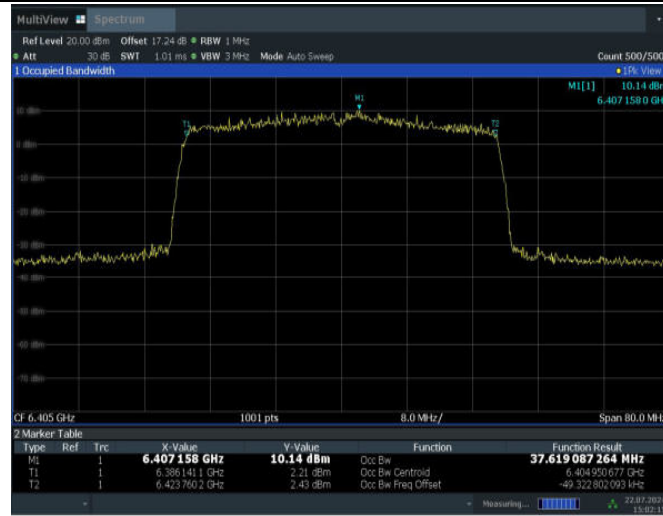 MultiView Spectrum
Ref Level 20.00 dBm Offset 17.24 dB RBW 1 MHz
Att 30 dB SWT 1.01 ms VBW 3 MHz Mode Auto Sweep Count 500/500
1 Occupied Bandwidth 1Pk View
M1[1] 10.14 dBm
6.407 158 0 GH
M1
10 dBm
T1 T2
0 dBm
-10 dBm
-20 dBm
-30 dBm
-40 dBm
-50 dBm
-60 dBm
-70 dBm
CF 6.405 GHz 1001 pts 8.0 MHz/ Span 80.0 MH
2 Marker Table
Type Ref Trc X-Value Y-Value Function Function Result
M1 1 6.407 158 GHz 10.14 dBm Occ Bw 37.619 087 264 MHz
T1 1 6.386 141 1 GHz 2.21 dBm Occ Bw Centroid 6.404 950 677 GHz
T2 1 6.423 760 2 GHz 2.43 dBm Occ Bw Freq Offset -49.322 802 093 kHz
Measuring... 22.07.202
15:02:1